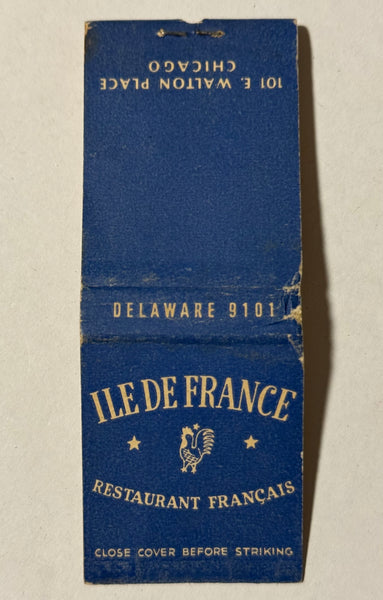 101 E. WALTON PLACE
CHICAGO
DELAWARE 9101
ILE DE FRANCE
RESTAURANT FRANÇAIS
CLOSE COVER BEFORE STRIKING